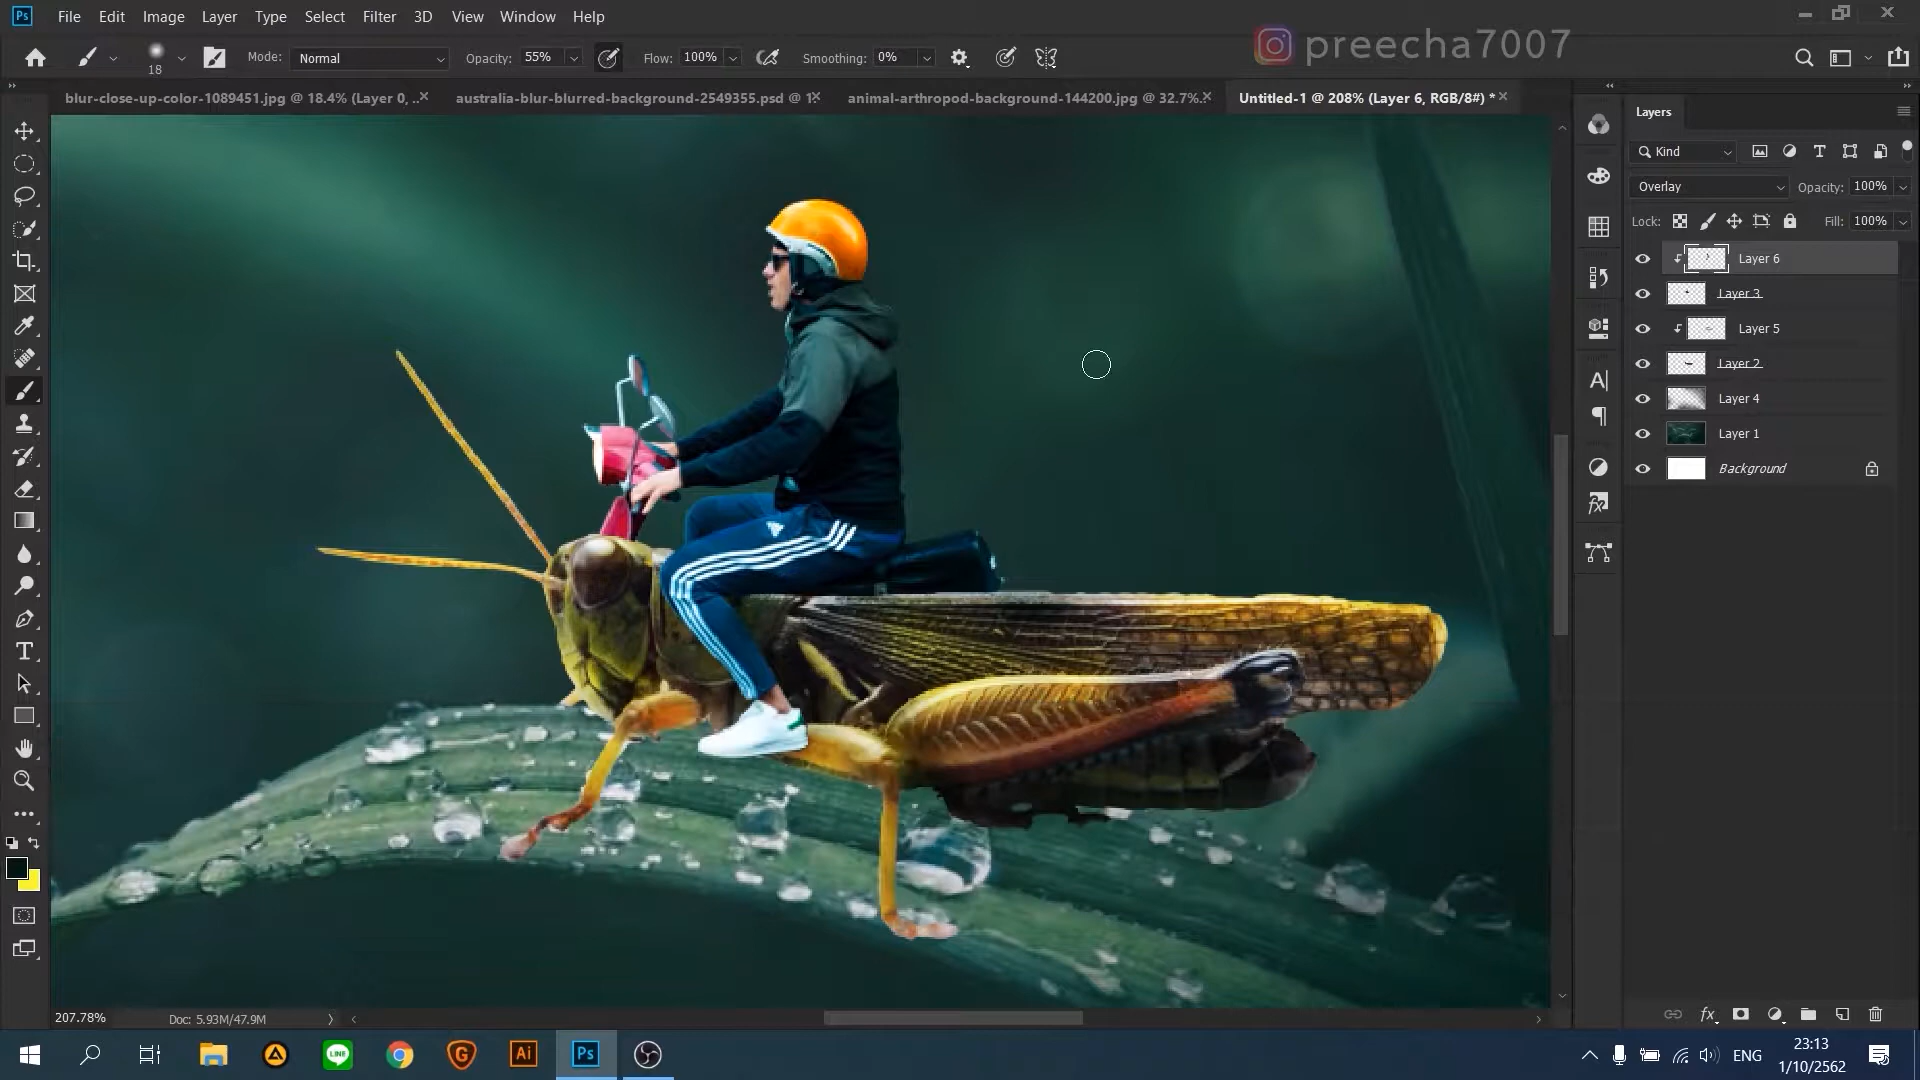 File Edit Image Layer Type Select Filter 3D View Window Help
preecha7007
18 Mode: Normal Opacity: 55% Flow: 100% Smoothing: 0%
blur-close-up-color-1089451.jpg @ 18.4% (Layer 0, ... australia-blur-blurred-background-2549355.psd @ 1 animal-arthropod-background-144200.jpg @ 32.7%... Untitled-1 @ 208% (Layer 6, RGB/8#) *
Layers
Kind
Overlay Opacity: 100%
Lock: Fill: 100%
Layer 6
Layer 3
Layer 5
Layer 2
Layer 4
Layer 1
Background
207.78% Doc: 5.93M/47.9M
LINE G Ai Ps ENG 23:13
1/10/2562